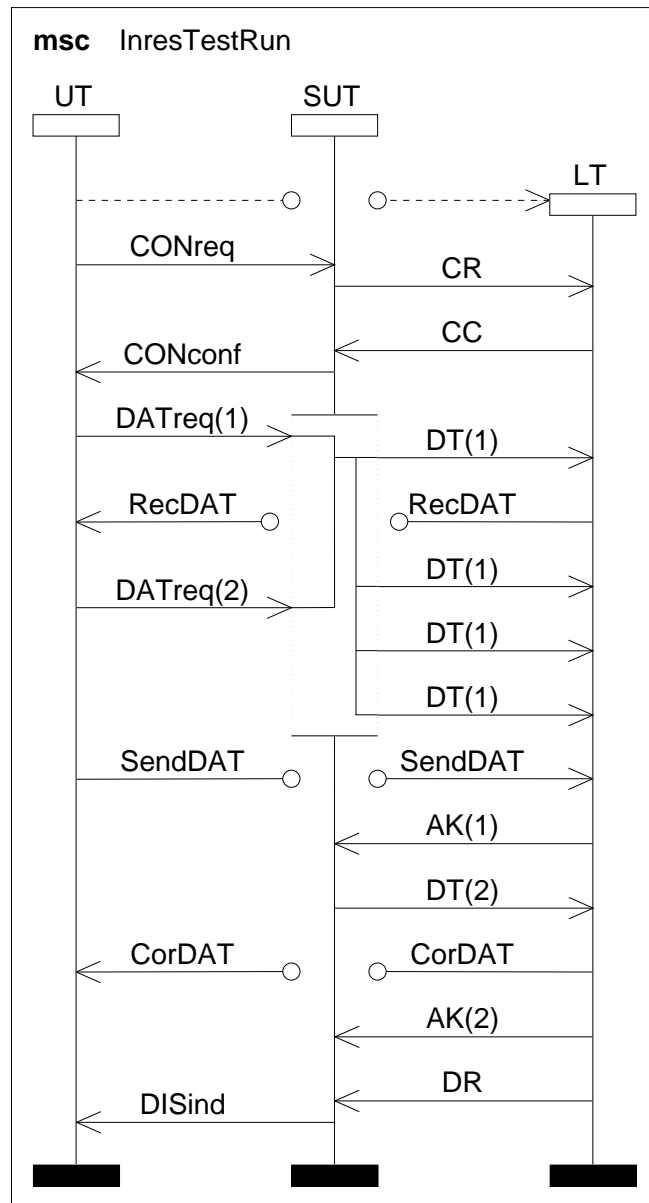 msc InresTestRun
UT
SUT
LT
CONreq
CR
CC
CONconf
DATreq(1)
DT(1)
RecDAT
RecDAT
DT(1)
DATreq(2)
DT(1)
DT(1)
SendDAT
SendDAT
AK(1)
DT(2)
CorDAT
CorDAT
AK(2)
DR
DISind